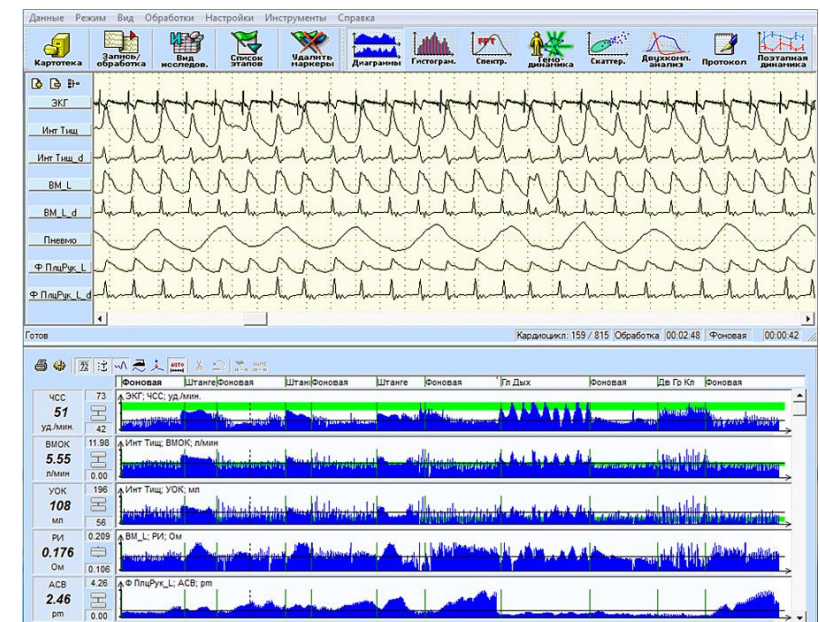 Данные Режим Вид Обработки Настройки Инструменты Справка
Картотека Запись/обработка Вид исследов. Список этапов Удалить маркеры Диаграммы Гистограм. Спектр. Гемо-динамика Скаттер. Двухкомп. анализ Протокол Поэтапная динамика
ЭКГ
Инт Тищ
Инт Тищ_d
ВМ_L
ВМ_L_d
Пневмо
Ф ПлцРук_L
Ф ПлцРук_L_d
Готов Кардиоцикл: 159 / 815 Обработка 00:02:48 Фоновая 00:00:42
Фоновая Штанге Фоновая Штан Фоновая Штанге Фоновая Гл Дых Фоновая Дв Гр Кл Фоновая
ЧСС 73 ЭКГ; ЧСС; уд./мин.
51
уд./мин. 42
ВМОК 11.98 Инт Тищ; ВМОК; л/мин
5.55
л/мин 0.00
УОК 196 Инт Тищ; УОК; мл
108
мл 56
РИ 0.209 ВМ_L; РИ; Ом
0.176
Ом 0.106
АСВ 4.26 Ф ПлцРук_L; АСВ; pm
2.46
pm 0.00